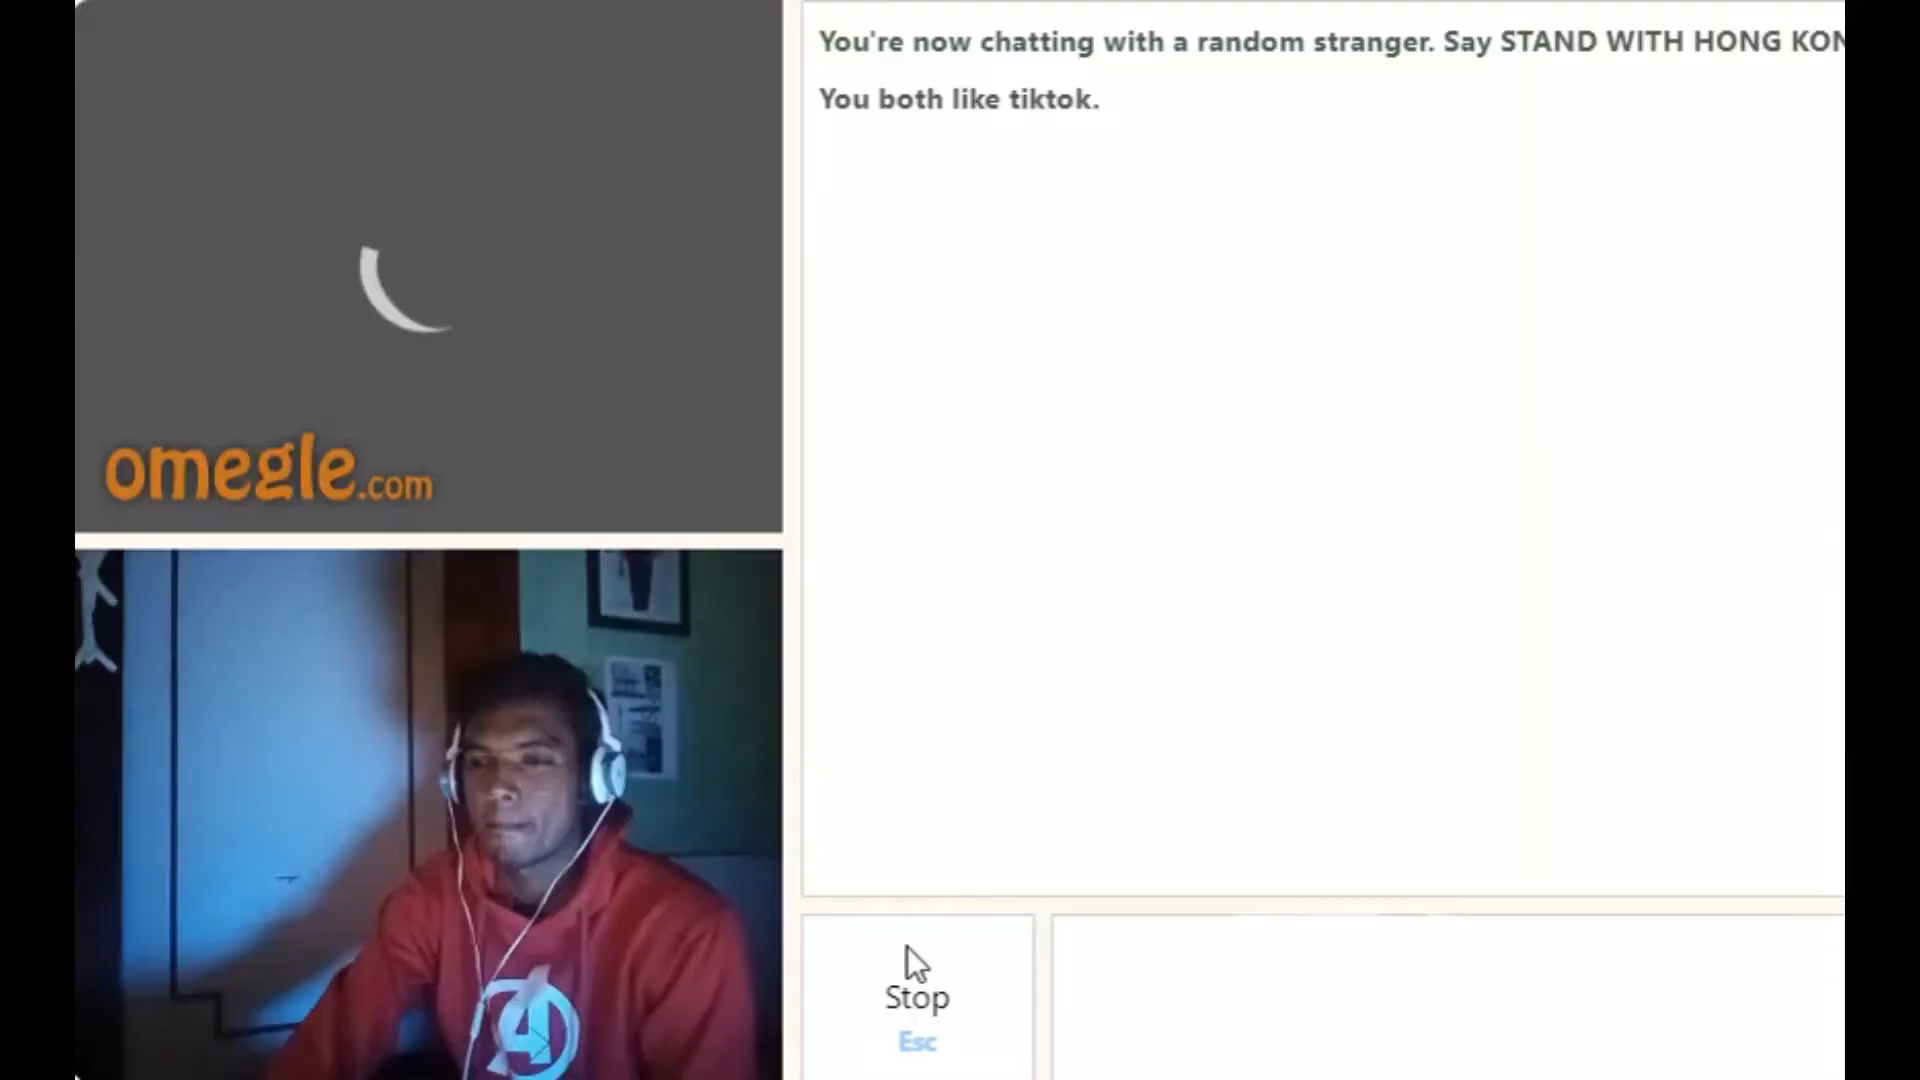 You're now chatting with a random stranger. Say STAND WITH HONG KON
You both like tiktok.
omegle.com
Stop
Esc